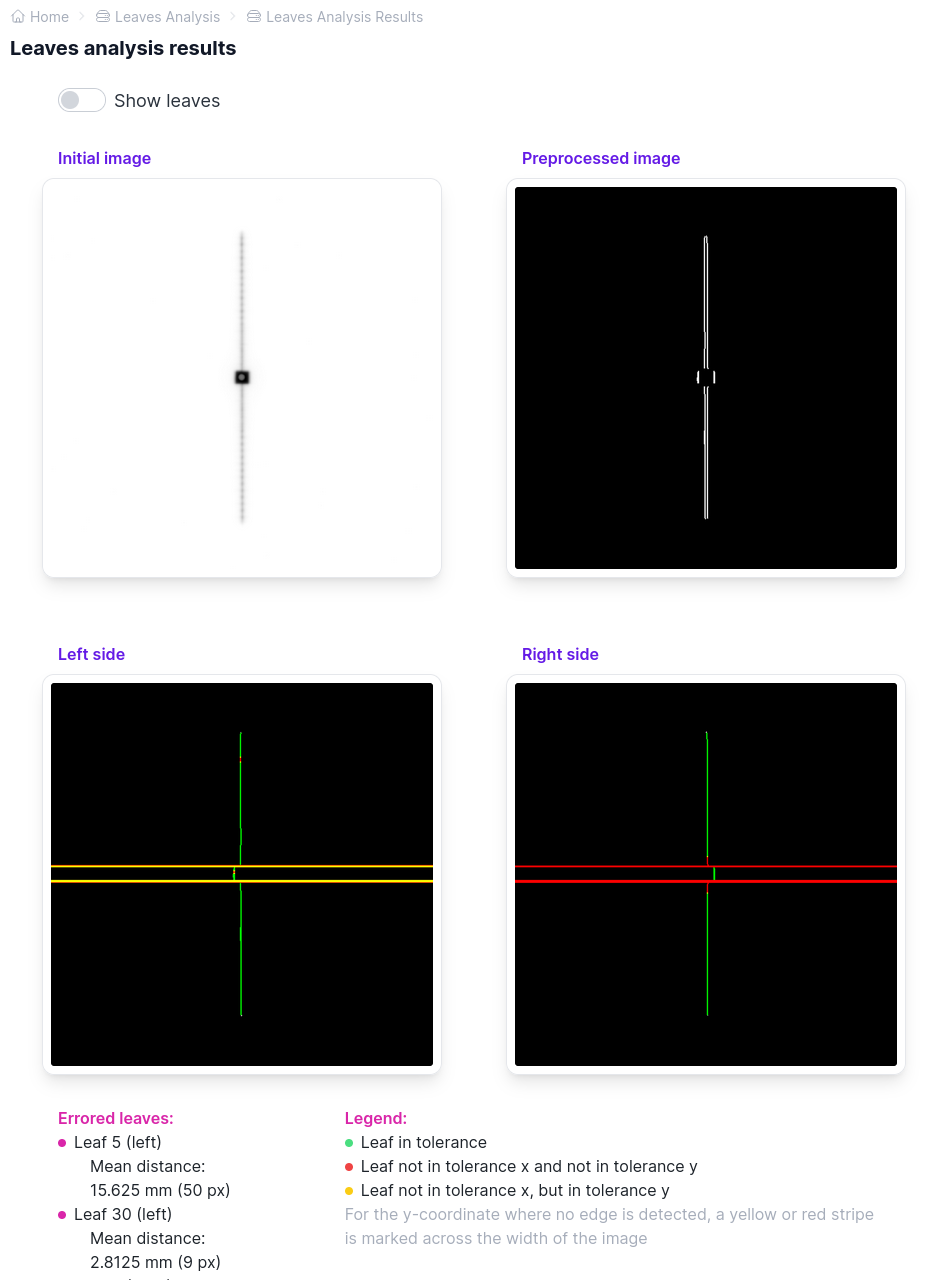 Home
Leaves Analysis
Leaves Analysis Results
Leaves analysis results
Show leaves
Initial image
Preprocessed image
Left side
Right side
Errored leaves:
Leaf 5 (left)
Mean distance:
15.625 mm (50 px)
Leaf 30 (left)
Mean distance:
2.8125 mm (9 px)
Legend:
Leaf in tolerance
Leaf not in tolerance x and not in tolerance y
Leaf not in tolerance x, but in tolerance y
For the y-coordinate where no edge is detected, a yellow or red stripe
is marked across the width of the image